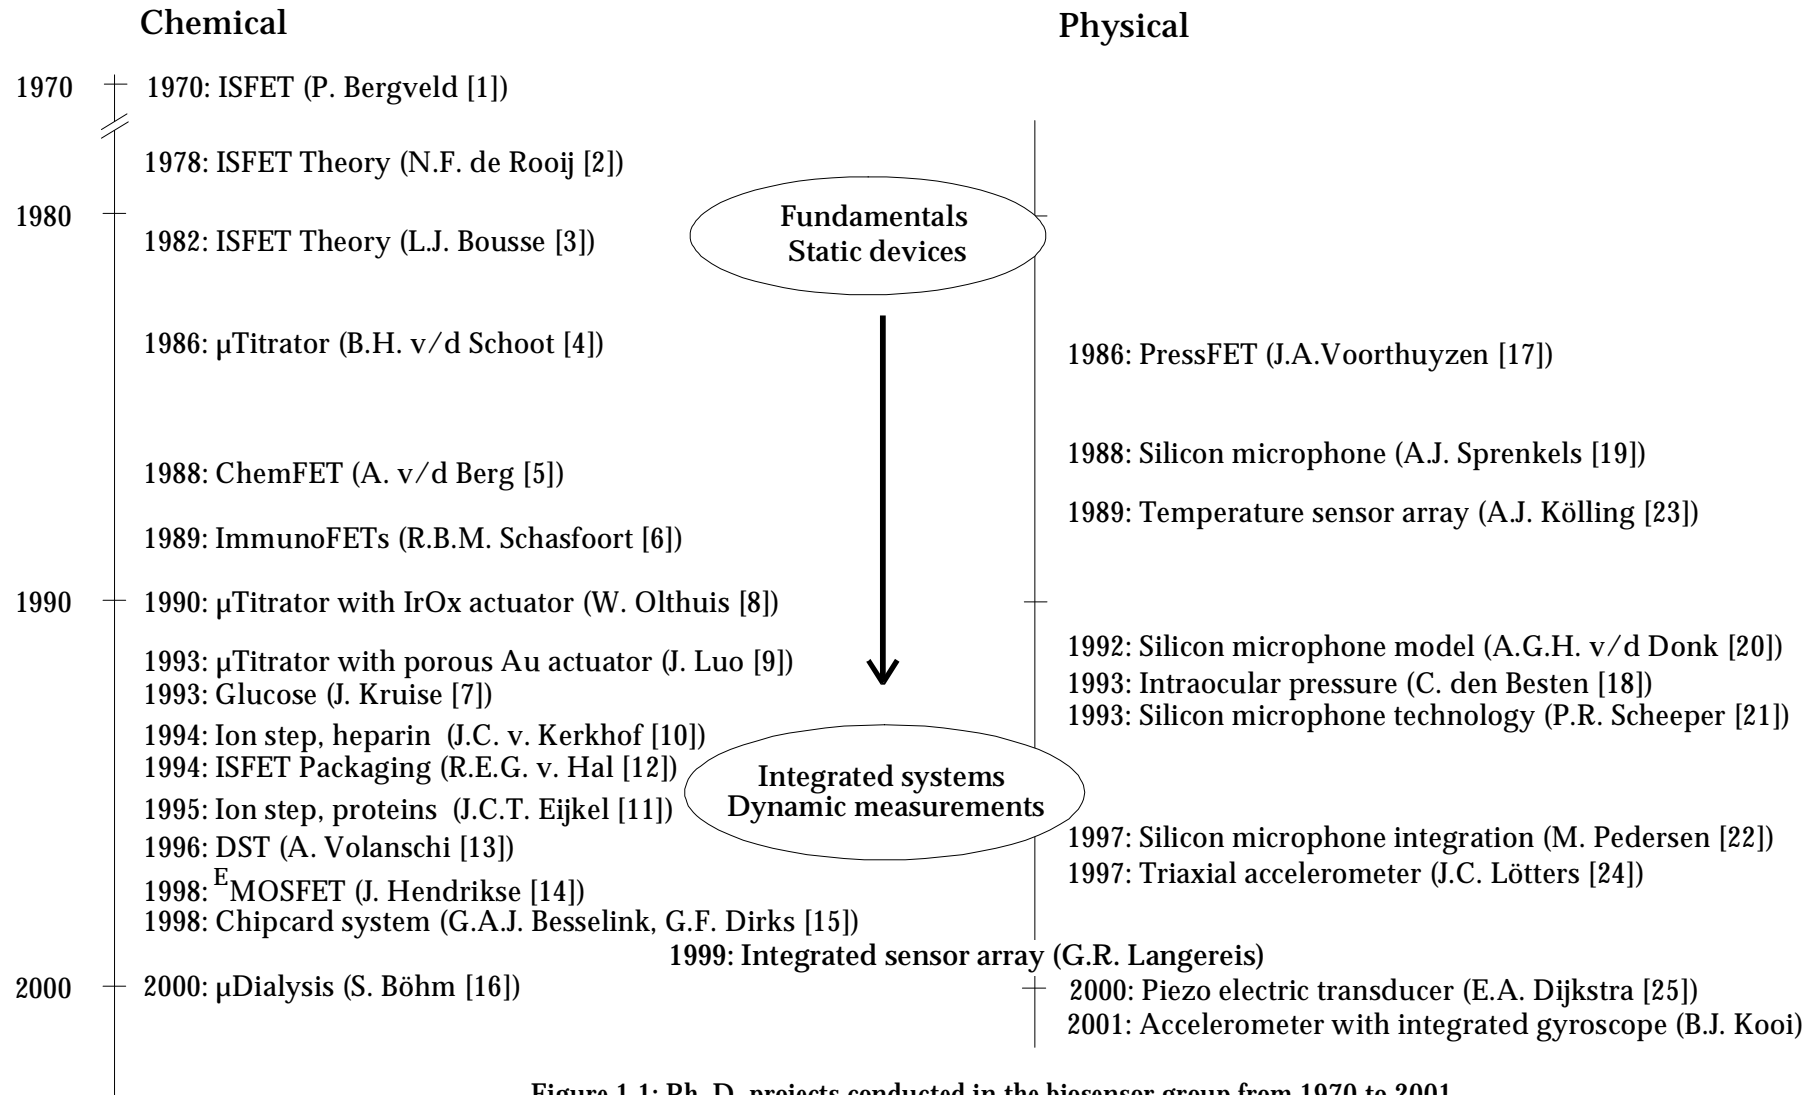 Chemical
Physical
1970
1970: ISFET (P. Bergveld [1])
1978: ISFET Theory (N.F. de Rooij [2])
1980
1982: ISFET Theory (L.J. Bousse [3])
Fundamentals
Static devices
1986: µTitrator (B.H. v/d Schoot [4])
1986: PressFET (J.A.Voorthuyzen [17])
1988: ChemFET (A. v/d Berg [5])
1988: Silicon microphone (A.J. Sprenkels [19])
1989: Temperature sensor array (A.J. Kölling [23])
1989: ImmunoFETs (R.B.M. Schasfoort [6])
1990
1990: µTitrator with IrOx actuator (W. Olthuis [8])
1993: µTitrator with porous Au actuator (J. Luo [9])
1993: Glucose (J. Kruise [7])
1992: Silicon microphone model (A.G.H. v/d Donk [20])
1993: Intraocular pressure (C. den Besten [18])
1993: Silicon microphone technology (P.R. Scheeper [21])
1994: Ion step, heparin (J.C. v. Kerkhof [10])
1994: ISFET Packaging (R.E.G. v. Hal [12])
1995: Ion step, proteins (J.C.T. Eijkel [11])
Integrated systems
Dynamic measurements
1996: DST (A. Volanschi [13])
1998: EMOSFET (J. Hendrikse [14])
1998: Chipcard system (G.A.J. Besselink, G.F. Dirks [15])
1997: Silicon microphone integration (M. Pedersen [22])
1997: Triaxial accelerometer (J.C. Lötters [24])
1999: Integrated sensor array (G.R. Langereis)
2000
2000: µDialysis (S. Böhm [16])
2000: Piezo electric transducer (E.A. Dijkstra [25])
2001: Accelerometer with integrated gyroscope (B.J. Kooi)
Figure 1.1: Ph. D. projects conducted in the biosensor group from 1970 to 2001